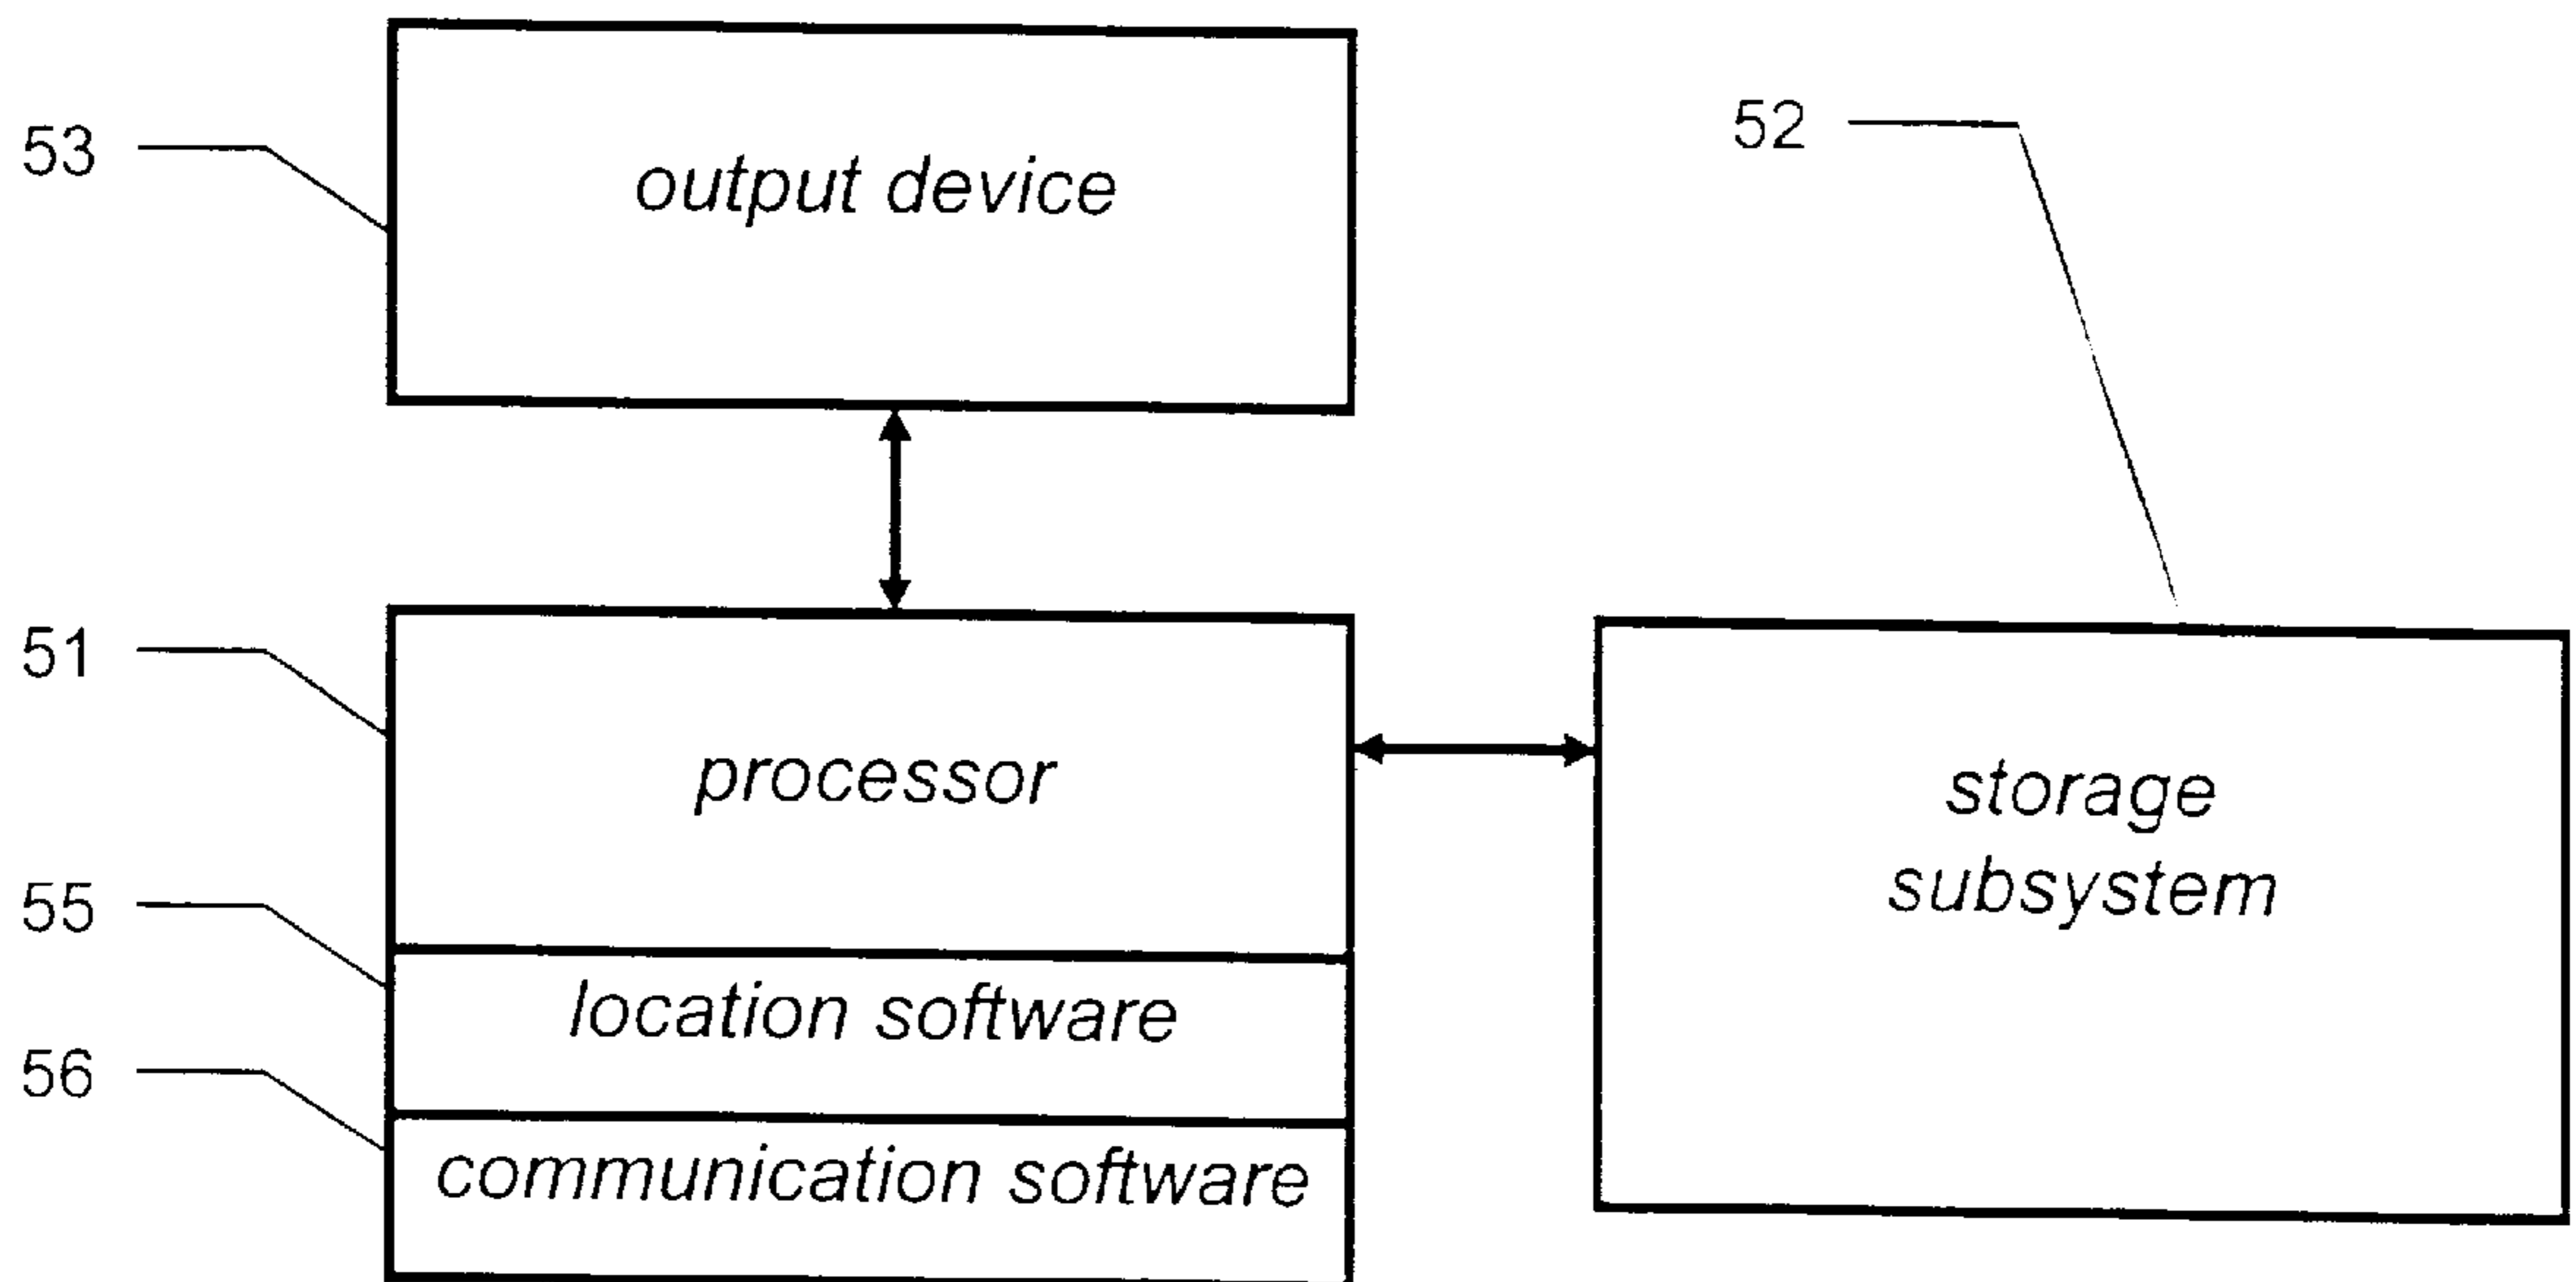 53
output device
52
51
processor
storage
subsystem
55
location software
56
communication software